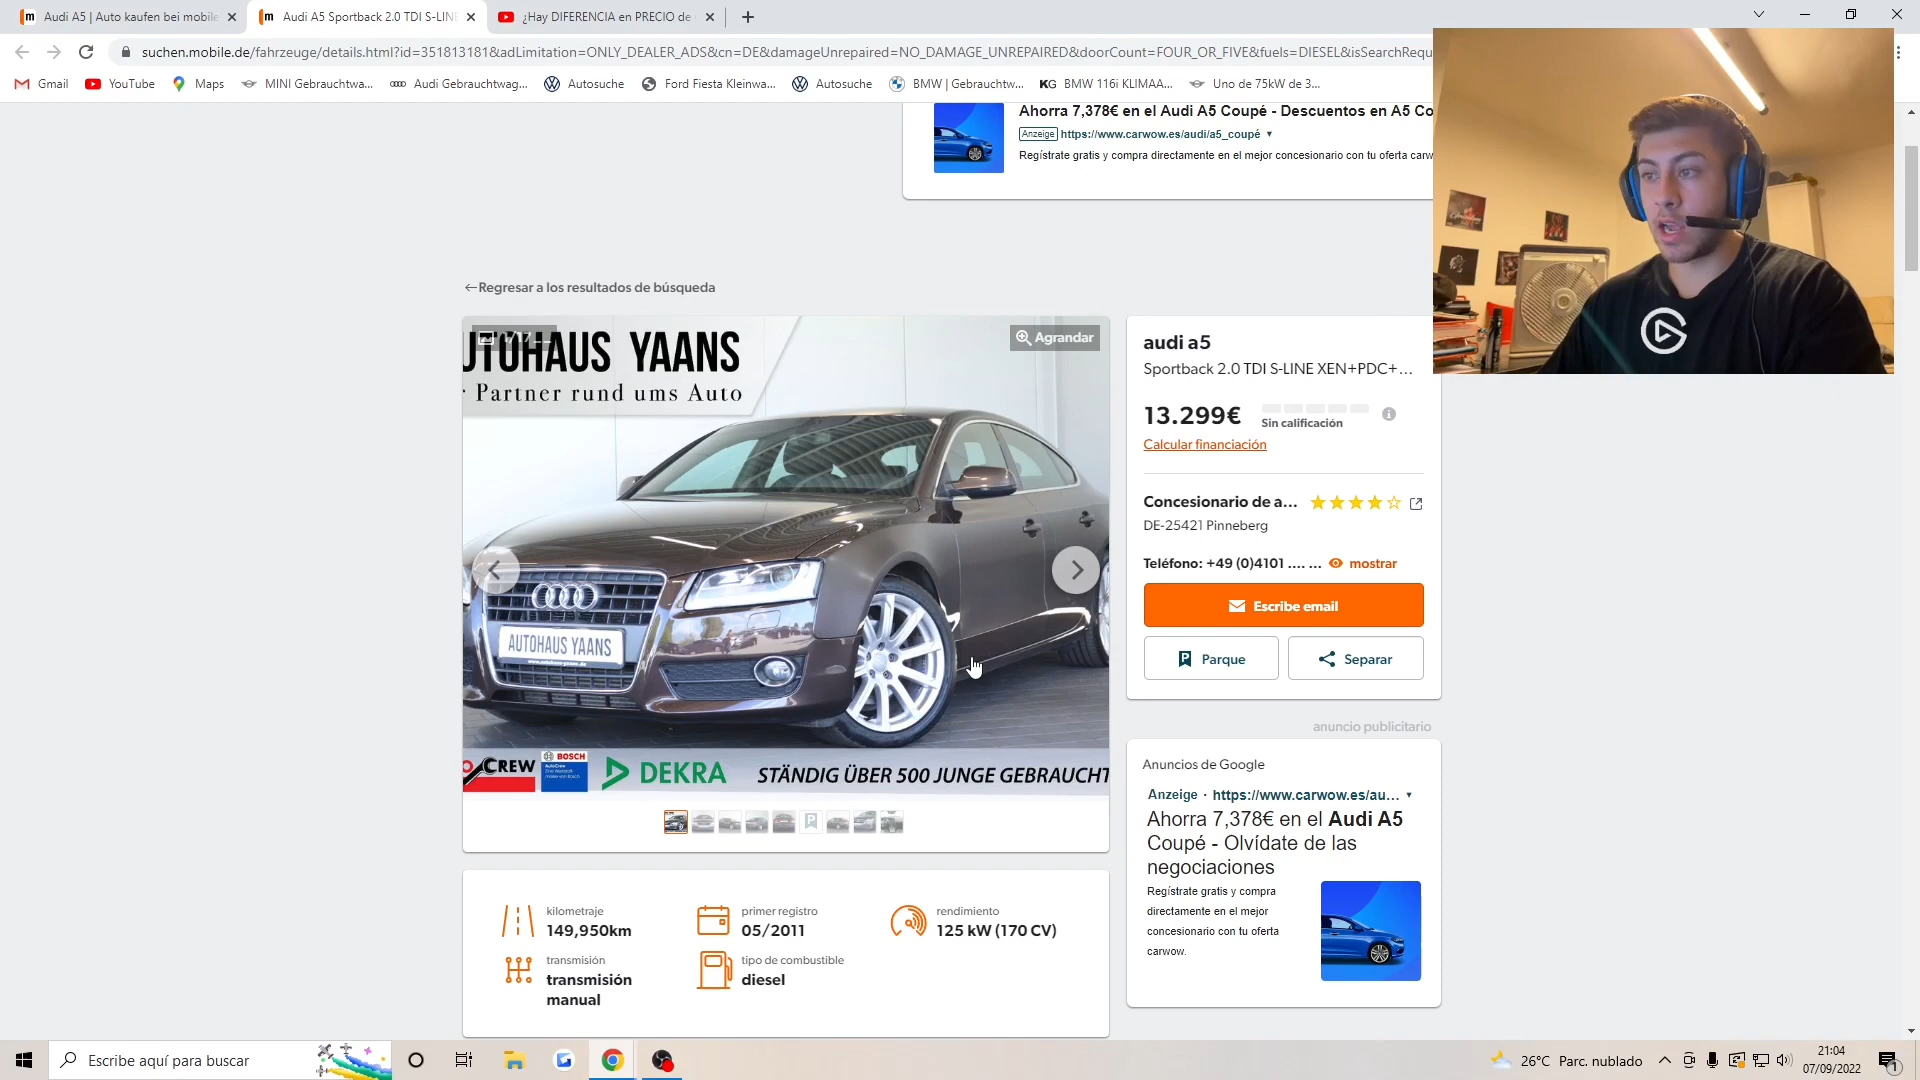 Audi A5 | Auto kaufen bei mobile
Audi A5 Sportback 2.0 TDI S-LINE
¿Hay DIFERENCIA en PRECIO de
suchen.mobile.de/fahrzeuge/details.html?id=351813181&adLimitation=ONLY_DEALER_ADS&cn=DE&damageUnrepaired=NO_DAMAGE_UNREPAIRED&doorCount=FOUR_OR_FIVE&fuels=DIESEL&isSearchRequ
Gmail
YouTube
Maps
MINI Gebrauchtwa...
Audi Gebrauchtwag...
Autosuche
Ford Fiesta Kleinwa...
Autosuche
BMW | Gebrauchtw...
KG BMW 116i KLIMAA...
Uno de 75kW de 3...
Ahorra 7,378€ en el Audi A5 Coupé - Descuentos en A5 Co
Anzeige https://www.carwow.es/audi/a5_coupé
Regístrate gratis y compra directamente en el mejor concesionario con tu oferta carw
←Regresar a los resultados de búsqueda
1/17
Agrandar
UTOHAUS YAANS
r Partner rund ums Auto
AUTOHAUS YAANS
www.autohaus-yaans.de
CREW
BOSCH
DEKRA
STÄNDIG ÜBER 500 JUNGE GEBRAUCHT
audi a5
Sportback 2.0 TDI S-LINE XEN+PDC+...
13.299€
Sin calificación
Calcular financiación
Concesionario de a...
DE-25421 Pinneberg
Teléfono: +49 (0)4101 .... ... mostrar
Escribe email
Parque
Separar
anuncio publicitario
Anuncios de Google
Anzeige · https://www.carwow.es/au...
Ahorra 7,378€ en el Audi A5
Coupé - Olvídate de las
negociaciones
Regístrate gratis y compra
directamente en el mejor
concesionario con tu oferta
carwow.
kilometraje
149,950km
primer registro
05/2011
rendimiento
125 kW (170 CV)
transmisión
transmisión
manual
tipo de combustible
diesel
Escribe aquí para buscar
26°C Parc. nublado
21:04
07/09/2022
1